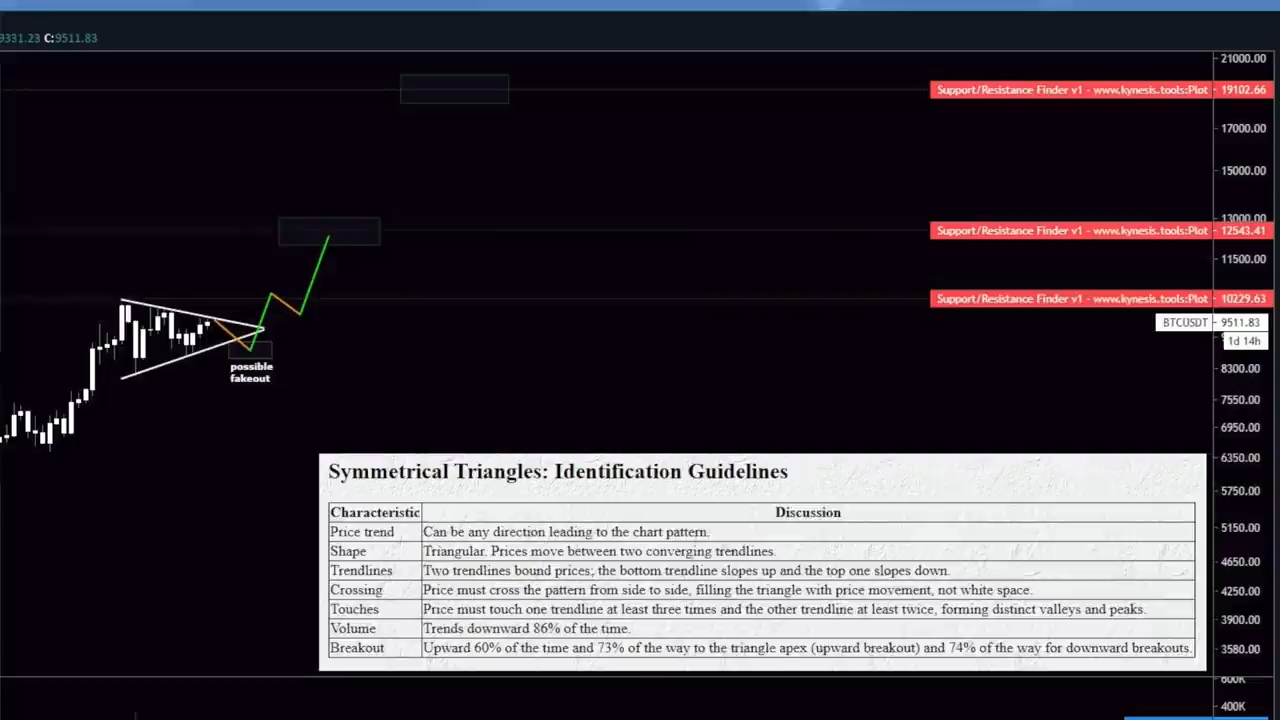 9331.23 C:9511.83
21000.00
Support/Resistance Finder v1 - www.kynesis.tools:Plot 19102.66
17000.00
15000.00
13000.00
Support/Resistance Finder v1 - www.kynesis.tools:Plot 12543.41
11500.00
Support/Resistance Finder v1 - www.kynesis.tools:Plot 10229.63
BTCUSDT 9511.83
1d 14h
possible
fakeout
8300.00
7550.00
6950.00
6350.00
5750.00
5150.00
4650.00
4250.00
3900.00
3580.00
Symmetrical Triangles: Identification Guidelines
Characteristic Discussion
Price trend Can be any direction leading to the chart pattern.
Shape Triangular. Prices move between two converging trendlines.
Trendlines Two trendlines bound prices; the bottom trendline slopes up and the top one slopes down.
Crossing Price must cross the pattern from side to side, filling the triangle with price movement, not white space.
Touches Price must touch one trendline at least three times and the other trendline at least twice, forming distinct valleys and peaks.
Volume Trends downward 86% of the time.
Breakout Upward 60% of the time and 73% of the way to the triangle apex (upward breakout) and 74% of the way for downward breakouts.
600K
400K